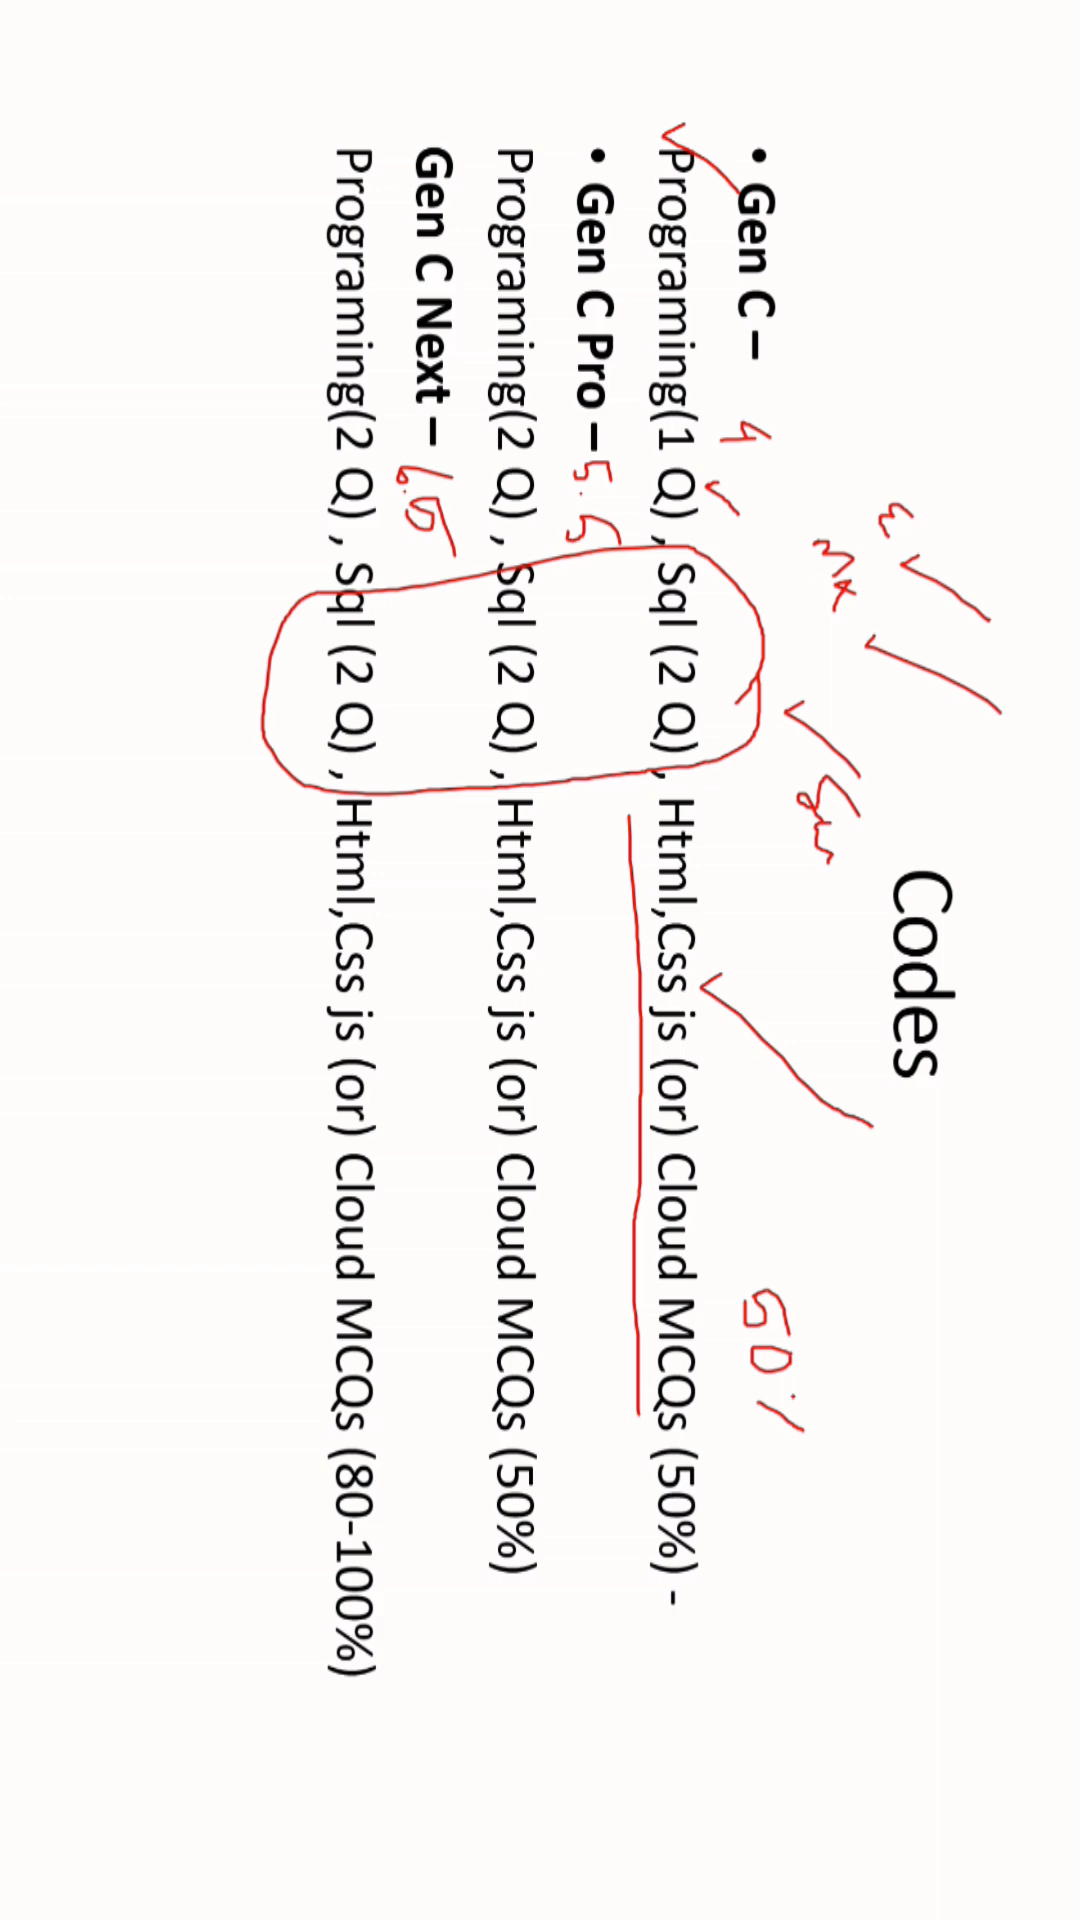 Codes
• Gen C – 4
Programing(1 Q) , Sql (2 Q), Html,Css js (or) Cloud MCQs (50%) -
50%
• Gen C Pro – 5.5
Programing(2 Q) , Sql (2 Q) , Html,Css js (or) Cloud MCQs (50%)
Gen C Next – 6.5
Programing(2 Q) , Sql (2 Q) , Html,Css js (or) Cloud MCQs (80-100%)